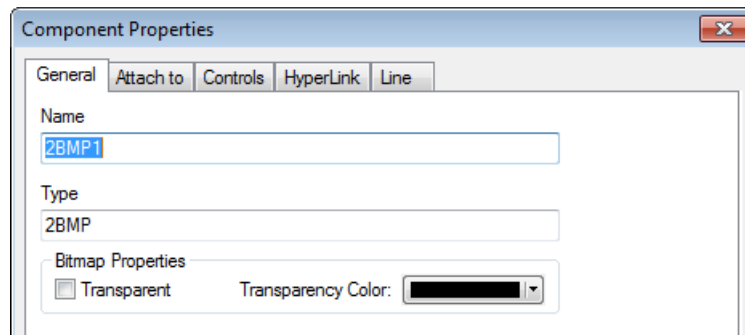 Component Properties
General Attach to Controls HyperLink Line
Name
2BMP1
Type
2BMP
Bitmap Properties
Transparent Transparency Color: